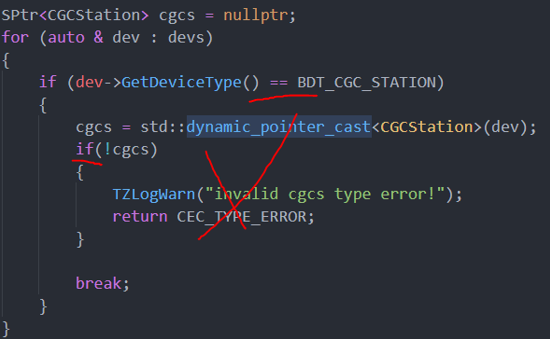 SPtr<CGCStation> cgcs = nullptr;
for (auto & dev : devs)
{
    if (dev->GetDeviceType() == BDT_CGC_STATION)
    {
        cgcs = std::dynamic_pointer_cast<CGCStation>(dev);
        if(!cgcs)
        {
            TZLogWarn("invalid cgcs type error!");
            return CEC_TYPE_ERROR;
        }

        break;
    }
}